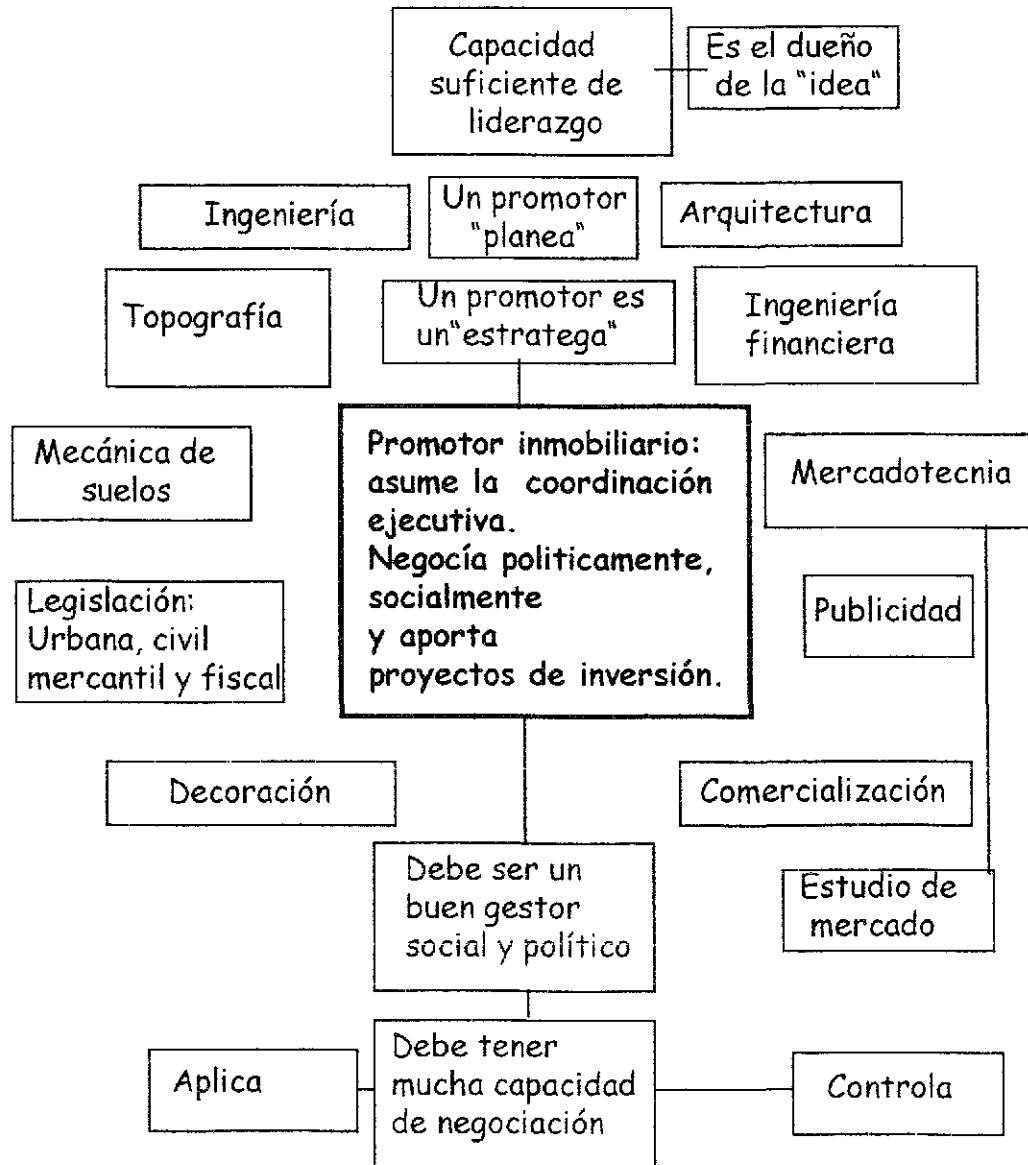 Capacidad
suficiente de
liderazgo
Es el dueño
de la "idea"
Ingeniería
Un promotor
"planea"
Arquitectura
Topografía
Un promotor es
un"estratega"
Ingeniería
financiera
Mecánica de
suelos
Promotor inmobiliario:
asume la coordinación
ejecutiva.
Negocía politicamente,
socialmente
y aporta
proyectos de inversión.
Mercadotecnia
Legislación:
Urbana, civil
mercantil y fiscal
Publicidad
Decoración
Comercialización
Debe ser un
buen gestor
social y político
Estudio de
mercado
Aplica
Debe tener
mucha capacidad
de negociación
Controla